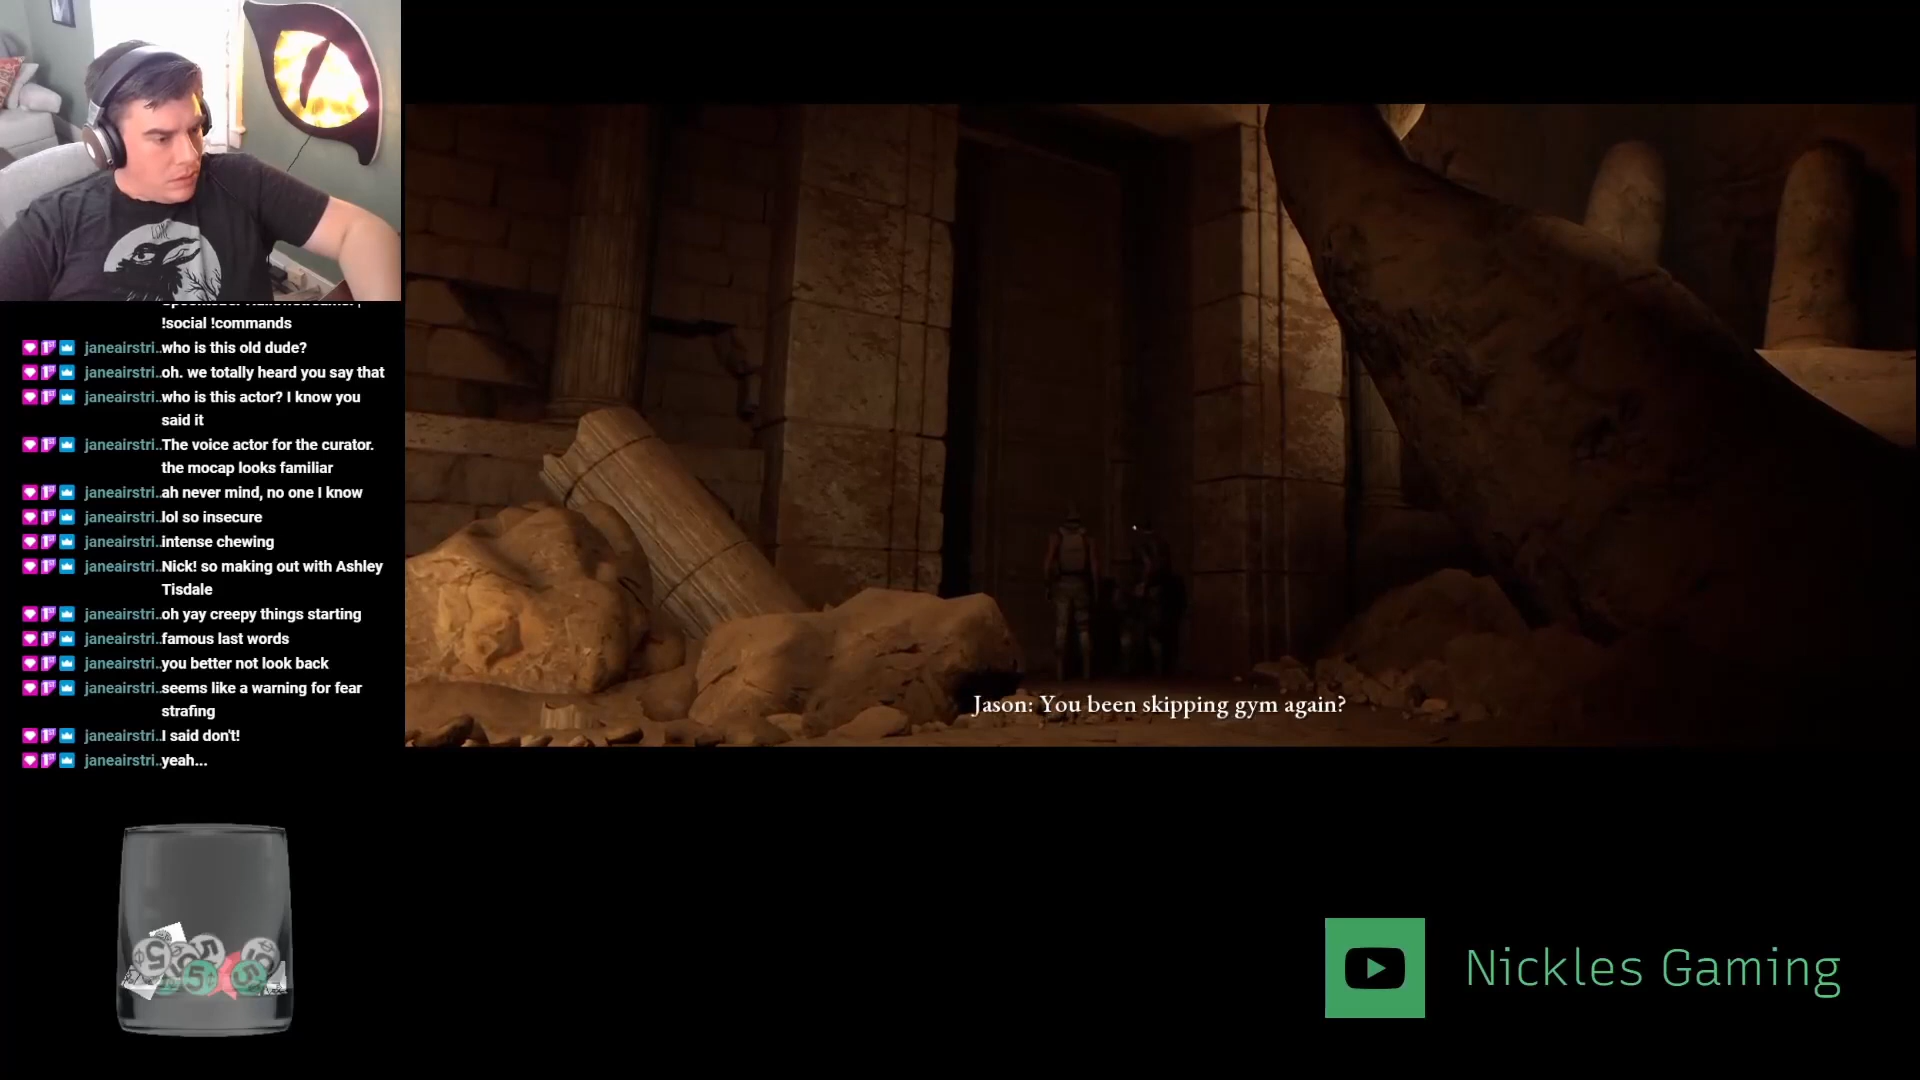 !social !commands
janeairstri..who is this old dude?
janeairstri..oh. we totally heard you say that
janeairstri..who is this actor? I know you
said it
janeairstri..The voice actor for the curator.
the mocap looks familiar
janeairstri..ah never mind, no one I know
janeairstri..lol so insecure
janeairstri..intense chewing
janeairstri..Nick! so making out with Ashley
Tisdale
janeairstri..oh yay creepy things starting
janeairstri..famous last words
janeairstri..you better not look back
janeairstri..seems like a warning for fear
strafing
janeairstri..I said don't!
janeairstri..yeah...
Jason: You been skipping gym again?
Nickles Gaming